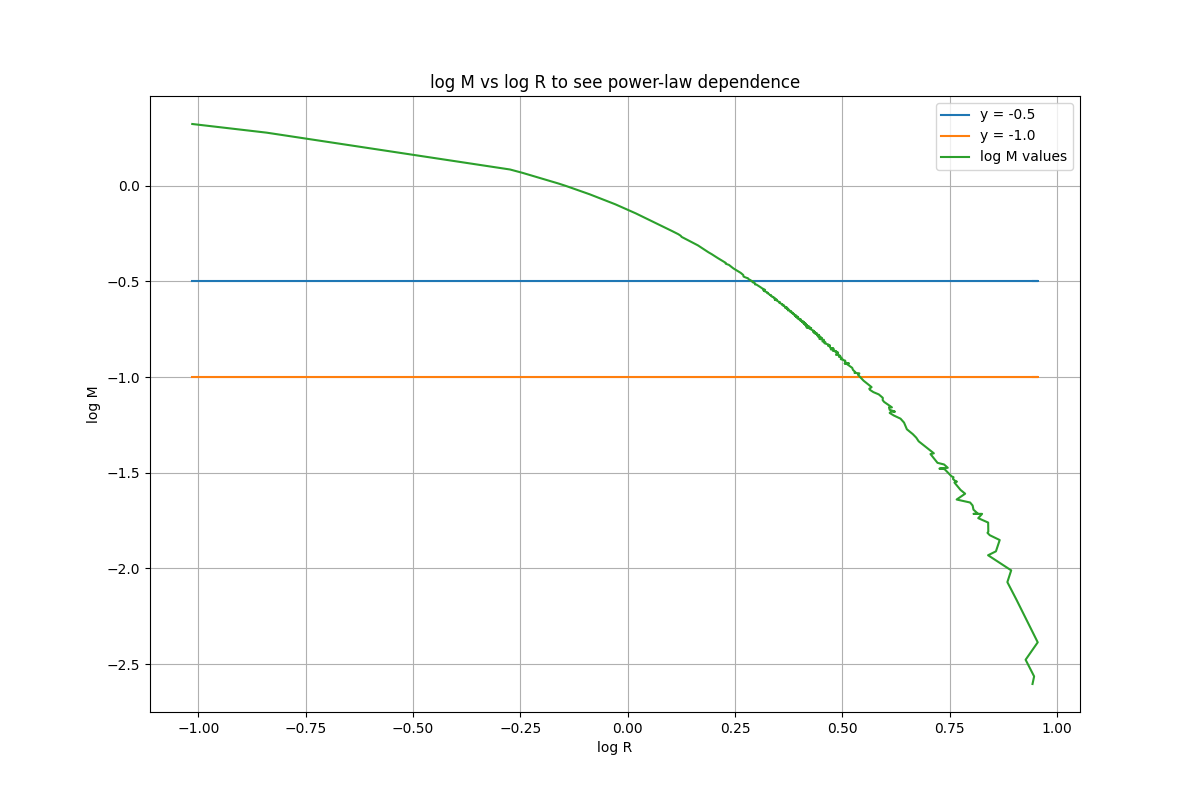 log M vs log R to see power-law dependence
y = -0.5
y = -1.0
log M values
0.0
−0.5
−1.0
−1.5
−2.0
−2.5
log M
−1.00 −0.75 −0.50 −0.25 0.00 0.25 0.50 0.75 1.00
log R